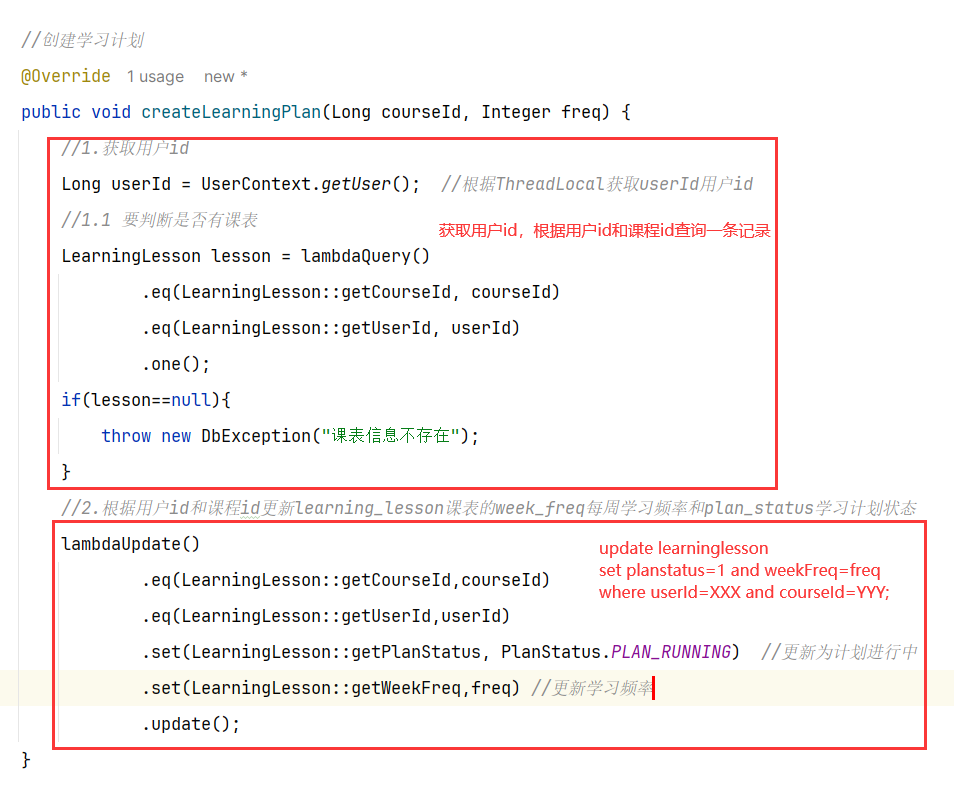 //创建学习计划
@Override 1 usage new *
public void createLearningPlan(Long courseId, Integer freq) {
//1.获取用户id
Long userId = UserContext.getUser(); //根据ThreadLocal获取userId用户id
//1.1 要判断是否有课表
获取用户id，根据用户id和课程id查询一条记录
LearningLesson lesson = lambdaQuery()
.eq(LearningLesson::getCourseId, courseId)
.eq(LearningLesson::getUserId, userId)
.one();
if(lesson==null){
throw new DbException("课表信息不存在");
}
//2.根据用户id和课程id更新learning_lesson课表的week_freq每周学习频率和plan_status学习计划状态
lambdaUpdate()
update learninglesson
set planstatus=1 and weekFreq=freq
where userId=XXX and courseId=YYY;
.eq(LearningLesson::getCourseId,courseId)
.eq(LearningLesson::getUserId,userId)
.set(LearningLesson::getPlanStatus, PlanStatus.PLAN_RUNNING) //更新为计划进行中
.set(LearningLesson::getWeekFreq,freq) //更新学习频率
.update();
}